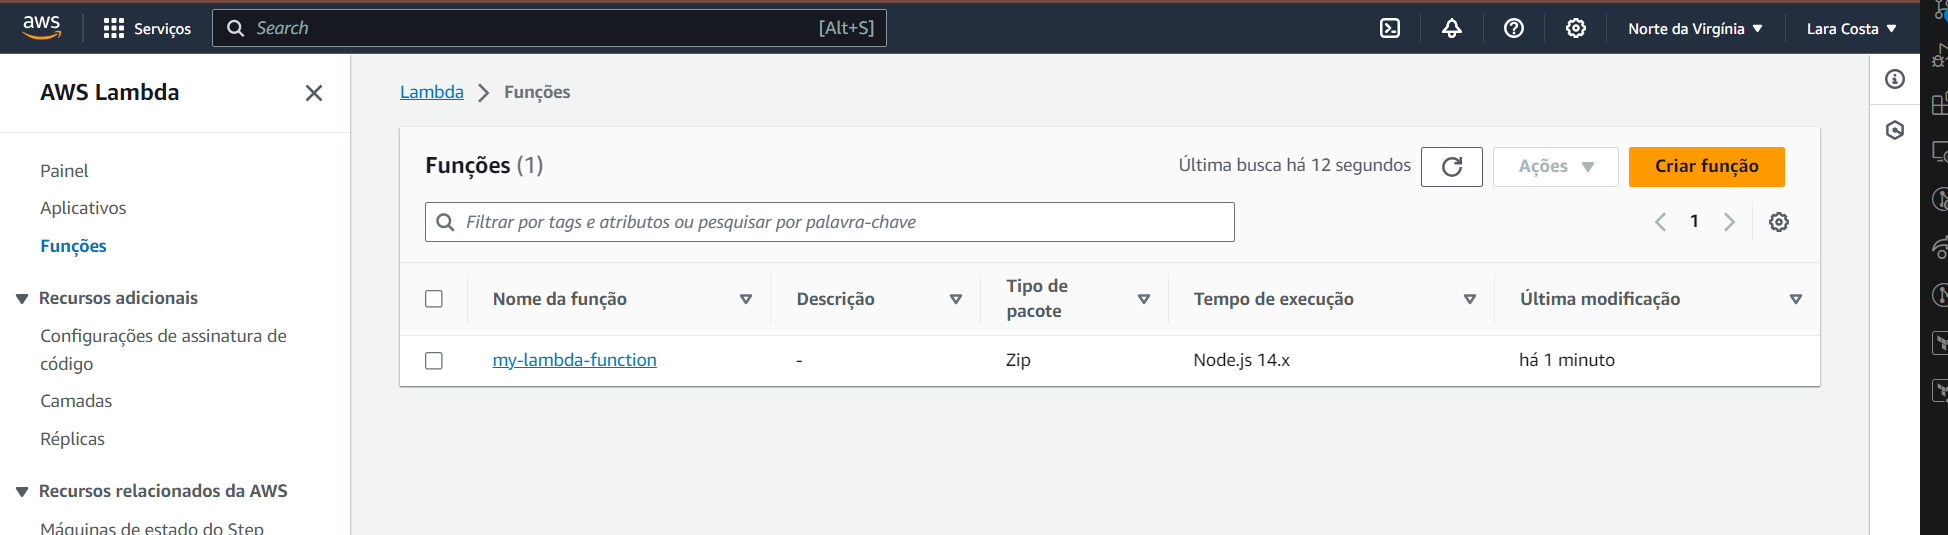 aws
Serviços
Search
[Alt+S]
Norte da Virgínia
Lara Costa
AWS Lambda
Painel
Aplicativos
Funções
Recursos adicionais
Configurações de assinatura de
código
Camadas
Réplicas
Recursos relacionados da AWS
Máquinas de estado do Step
Lambda
Funções
Funções (1)
Última busca há 12 segundos
Ações
Criar função
Filtrar por tags e atributos ou pesquisar por palavra-chave
1
Nome da função
Descrição
Tipo de
pacote
Tempo de execução
Última modificação
my-lambda-function
-
Zip
Node.js 14.x
há 1 minuto